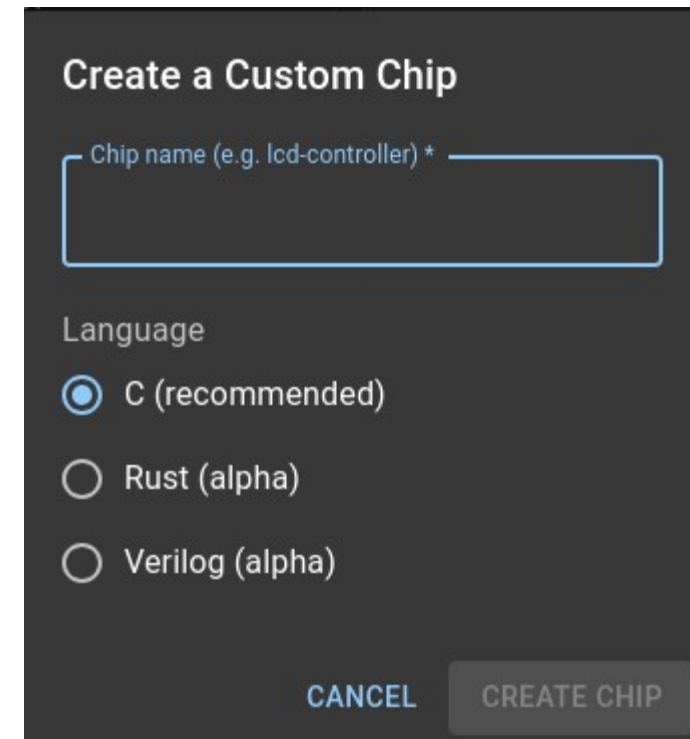 Create a Custom Chip
Chip name (e.g. lcd-controller) *
Language
C (recommended)
Rust (alpha)
Verilog (alpha)
CANCEL CREATE CHIP